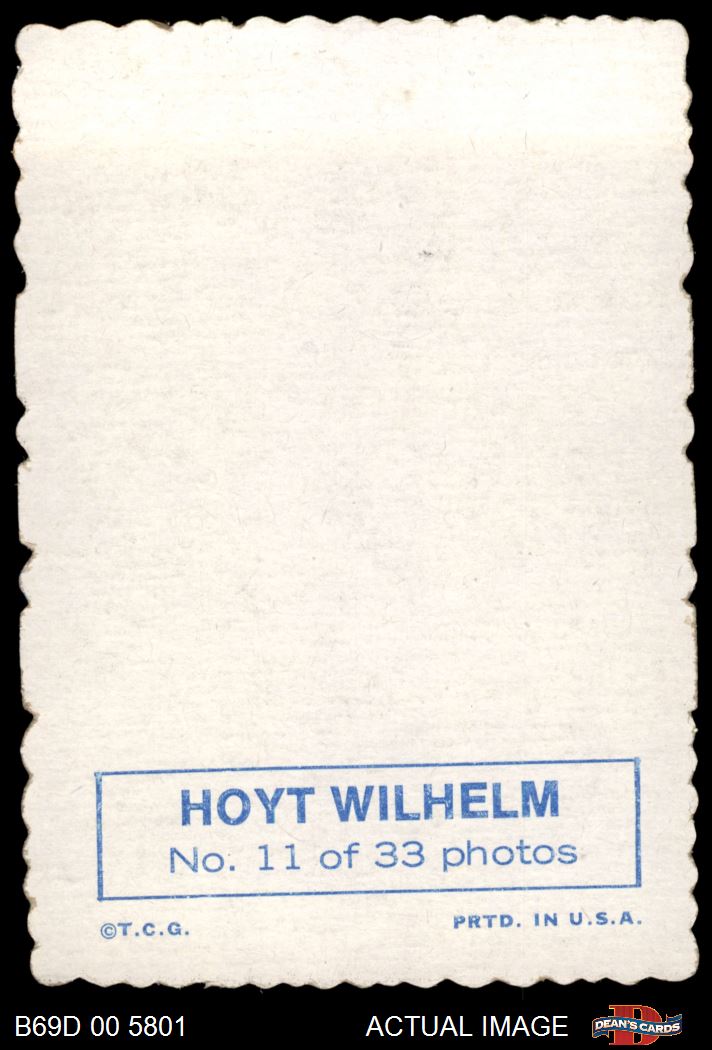 HOYT WILHELM
No. 11 of 33 photos
©T.C.G.
PRTD. IN U.S.A.
B69D 00 5801
ACTUAL IMAGE
DEAN'S CARDS